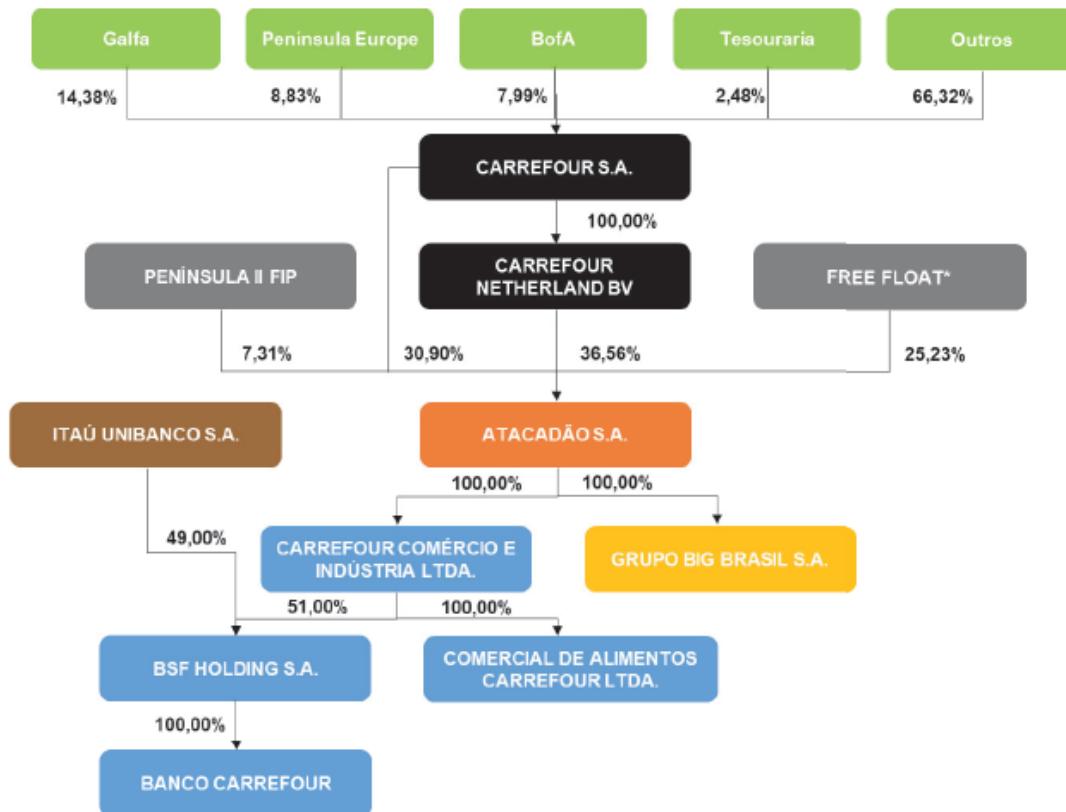 Galfa
Peninsula Europe
BofA
Tesouraria
Outros
14,38%
8,83%
7,99%
2,48%
66,32%
CARREFOUR S.A.
100,00%
PENÍNSULA II FIP
CARREFOUR
NETHERLAND BV
FREE FLOAT*
7,31%
30,90%
36,56%
25,23%
ITAÚ UNIBANCO S.A.
ATACADÃO S.A.
100,00%
100,00%
49,00%
CARREFOUR COMÉRCIO E
INDÚSTRIA LTDA.
GRUPO BIG BRASIL S.A.
51,00%
100,00%
BSF HOLDING S.A.
COMERCIAL DE ALIMENTOS
CARREFOUR LTDA.
100,00%
BANCO CARREFOUR